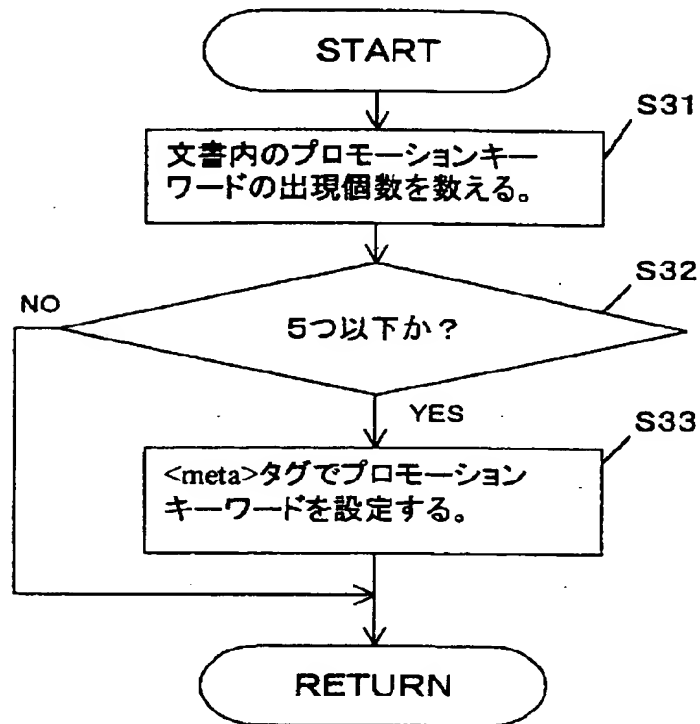 START
S31
文書内のプロモーションキー
ワードの出現個数を数える。
S32
NO
5つ以下か？
YES
S33
<meta>タグでプロモーション
キーワードを設定する。
RETURN